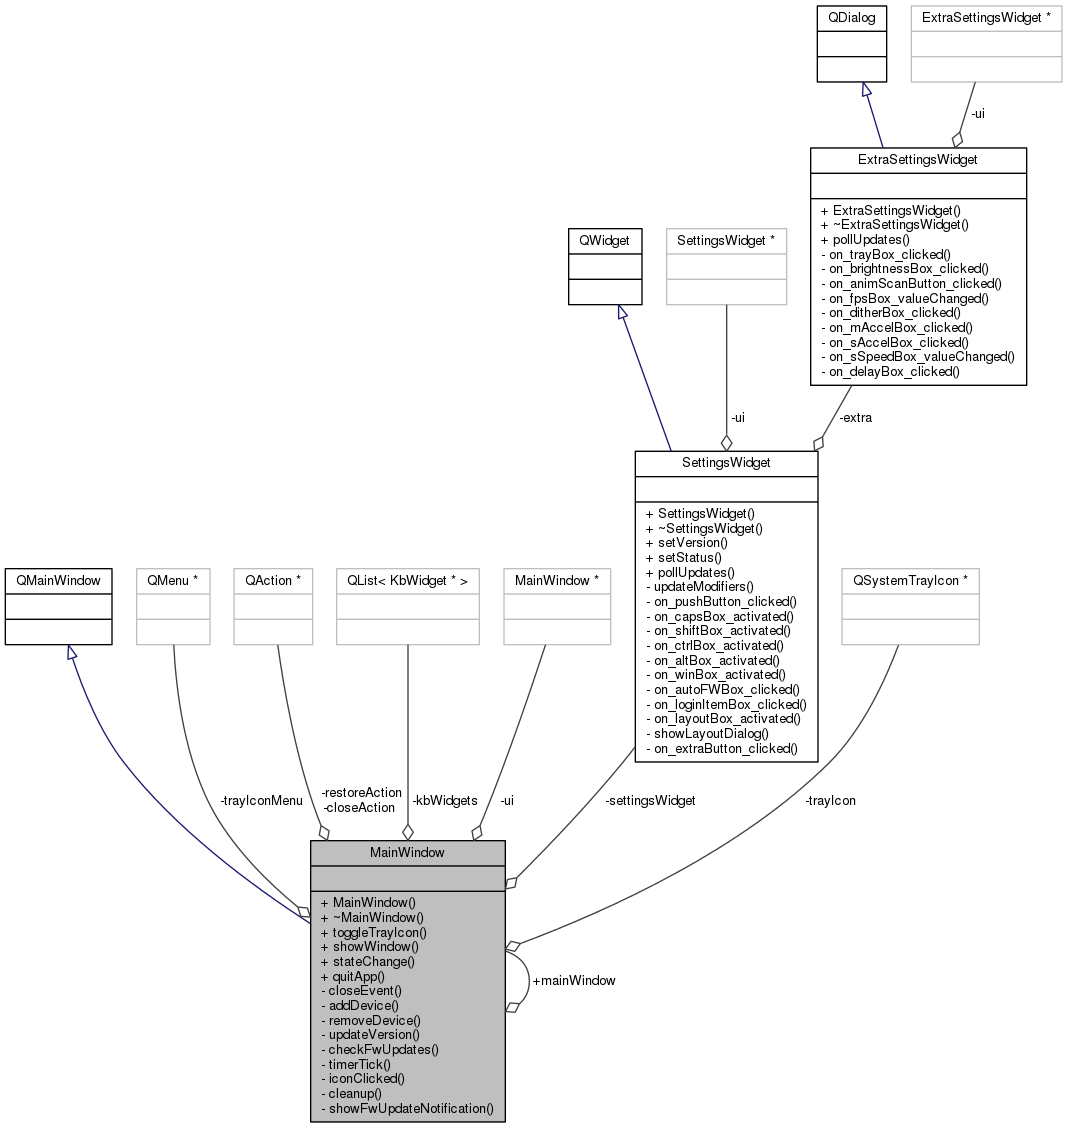 QDialog
ExtraSettingsWidget *
-ui
ExtraSettingsWidget
+ ExtraSettingsWidget()
+ ~ExtraSettingsWidget()
+ pollUpdates()
- on_trayBox_clicked()
- on_brightnessBox_clicked()
- on_animScanButton_clicked()
- on_fpsBox_valueChanged()
- on_ditherBox_clicked()
- on_mAccelBox_clicked()
- on_sAccelBox_clicked()
- on_sSpeedBox_valueChanged()
- on_delayBox_clicked()
QWidget
SettingsWidget *
-ui
-extra
SettingsWidget
+ SettingsWidget()
+ ~SettingsWidget()
+ setVersion()
+ setStatus()
+ pollUpdates()
- updateModifiers()
- on_pushButton_clicked()
- on_capsBox_activated()
- on_shiftBox_activated()
- on_ctrlBox_activated()
- on_altBox_activated()
- on_winBox_activated()
- on_autoFWBox_clicked()
- on_loginItemBox_clicked()
- on_layoutBox_activated()
- showLayoutDialog()
- on_extraButton_clicked()
QMainWindow
QMenu *
QAction *
QList< KbWidget * >
MainWindow *
QSystemTrayIcon *
-trayIconMenu
-restoreAction
-closeAction
-kbWidgets
-ui
-settingsWidget
-trayIcon
MainWindow
+ MainWindow()
+ ~MainWindow()
+ toggleTrayIcon()
+ showWindow()
+ stateChange()
+ quitApp()
- closeEvent()
- addDevice()
- removeDevice()
- updateVersion()
- checkFwUpdates()
- timerTick()
- iconClicked()
- cleanup()
- showFwUpdateNotification()
+mainWindow